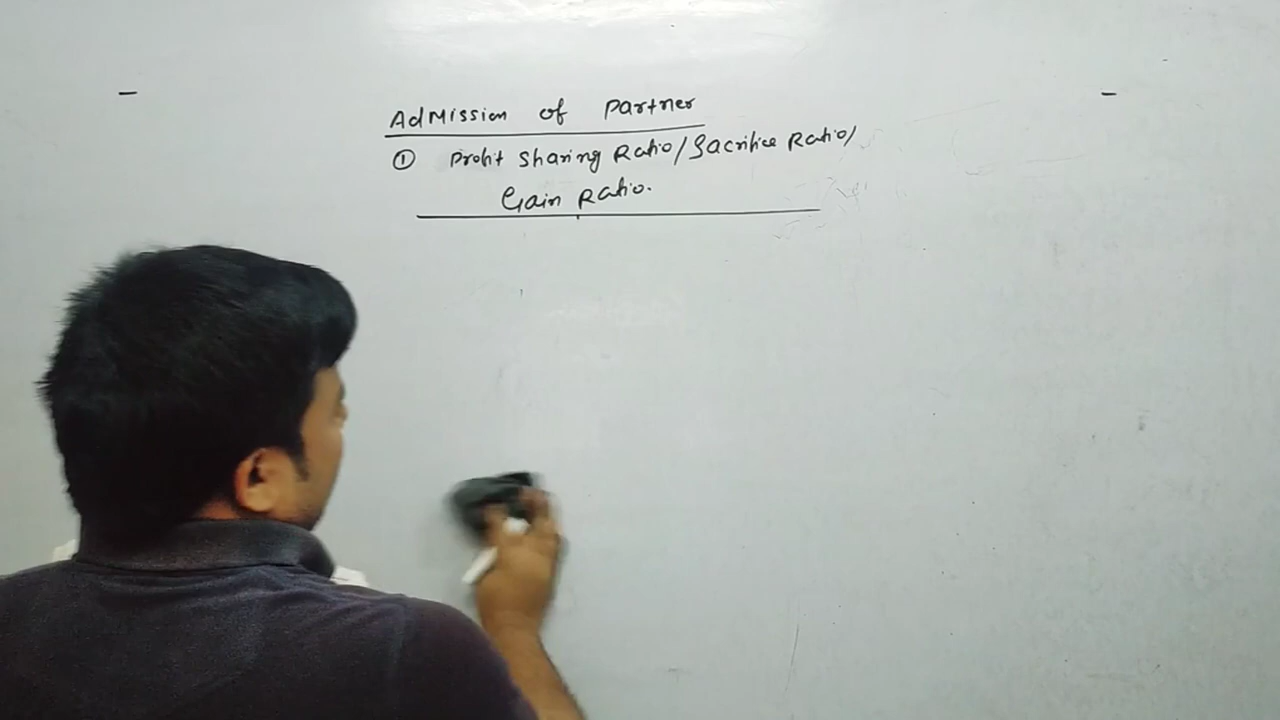 Admission of Partner
① Profit Sharing Ratio/Sacrifice Ratio/
Gain Ratio.